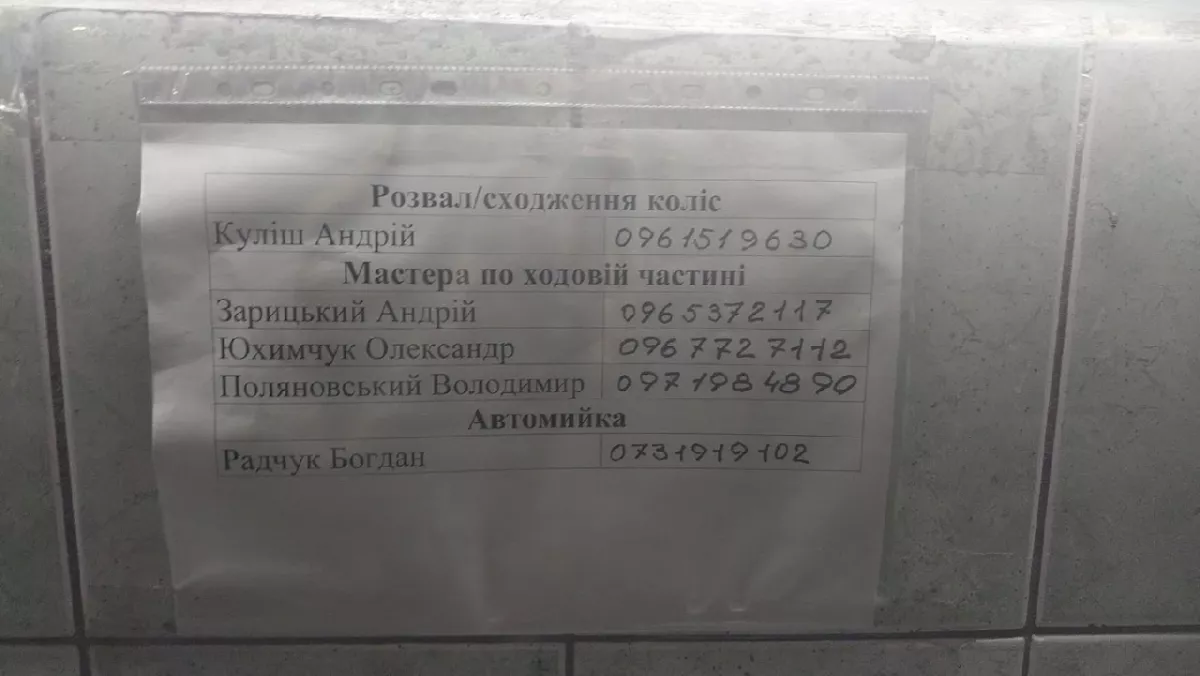 Розвал/сходження коліс
Куліш Андрій 0961519630
Мастера по ходовій частині
Зарицький Андрій 0965372117
Юхимчук Олександр 0967727112
Поляновський Володимир 0971984890
Автомийка
Радчук Богдан 0731919102